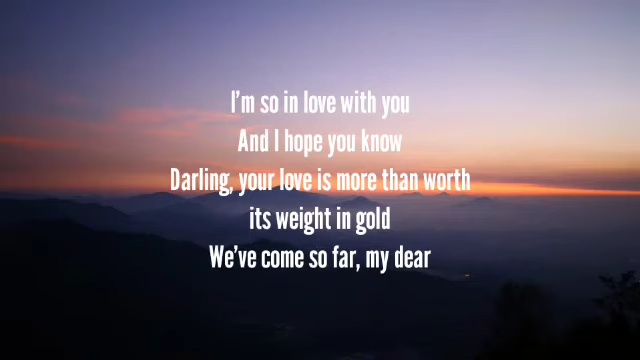 I'm so in love with you
And I hope you know
Darling, your love is more than worth
its weight in gold
We've come so far, my dear